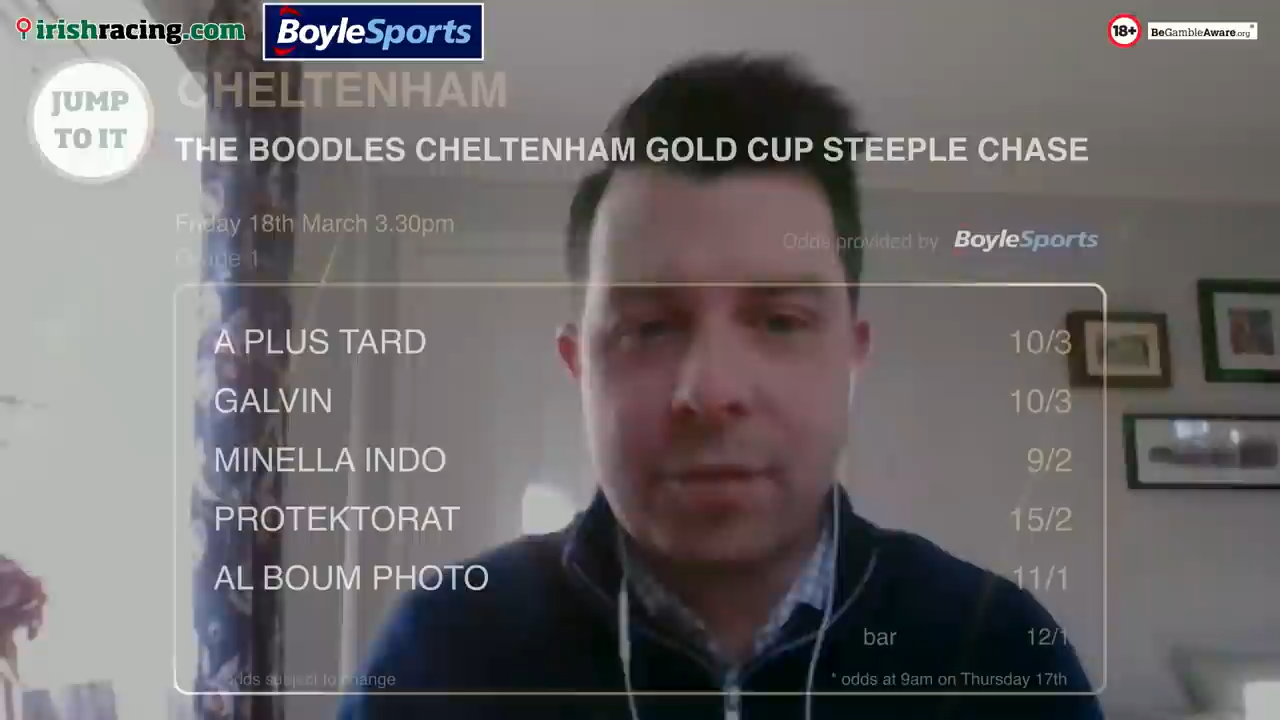 irishracing.com
BoyleSports
18+
BeGambleAware.org
JUMP
TO IT
CHELTENHAM
THE BOODLES CHELTENHAM GOLD CUP STEEPLE CHASE
Friday 18th March 3.30pm
Odds provided by BoyleSports
1
A PLUS TARD 10/3
GALVIN 10/3
MINELLA INDO 9/2
PROTEKTORAT 15/2
AL BOUM PHOTO 11/1
bar 12/1
odds subject to change
* odds at 9am on Thursday 17th